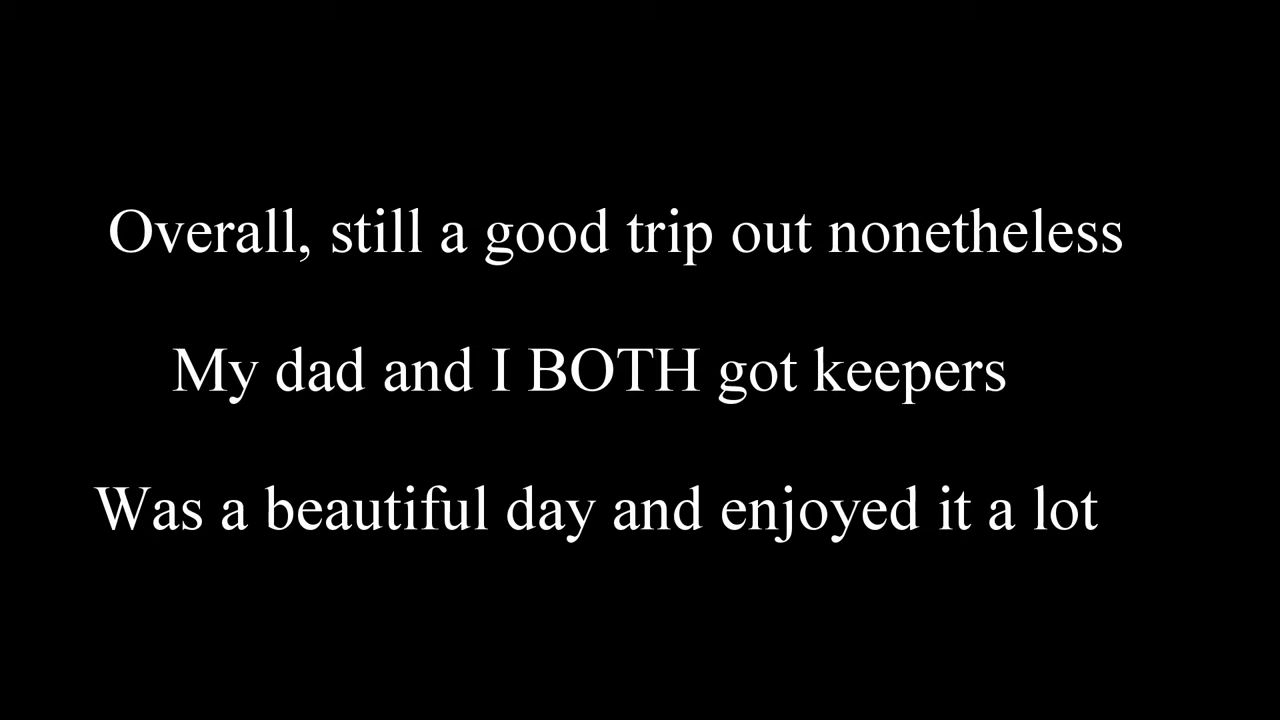 Overall, still a good trip out nonetheless
My dad and I BOTH got keepers
Was a beautiful day and enjoyed it a lot